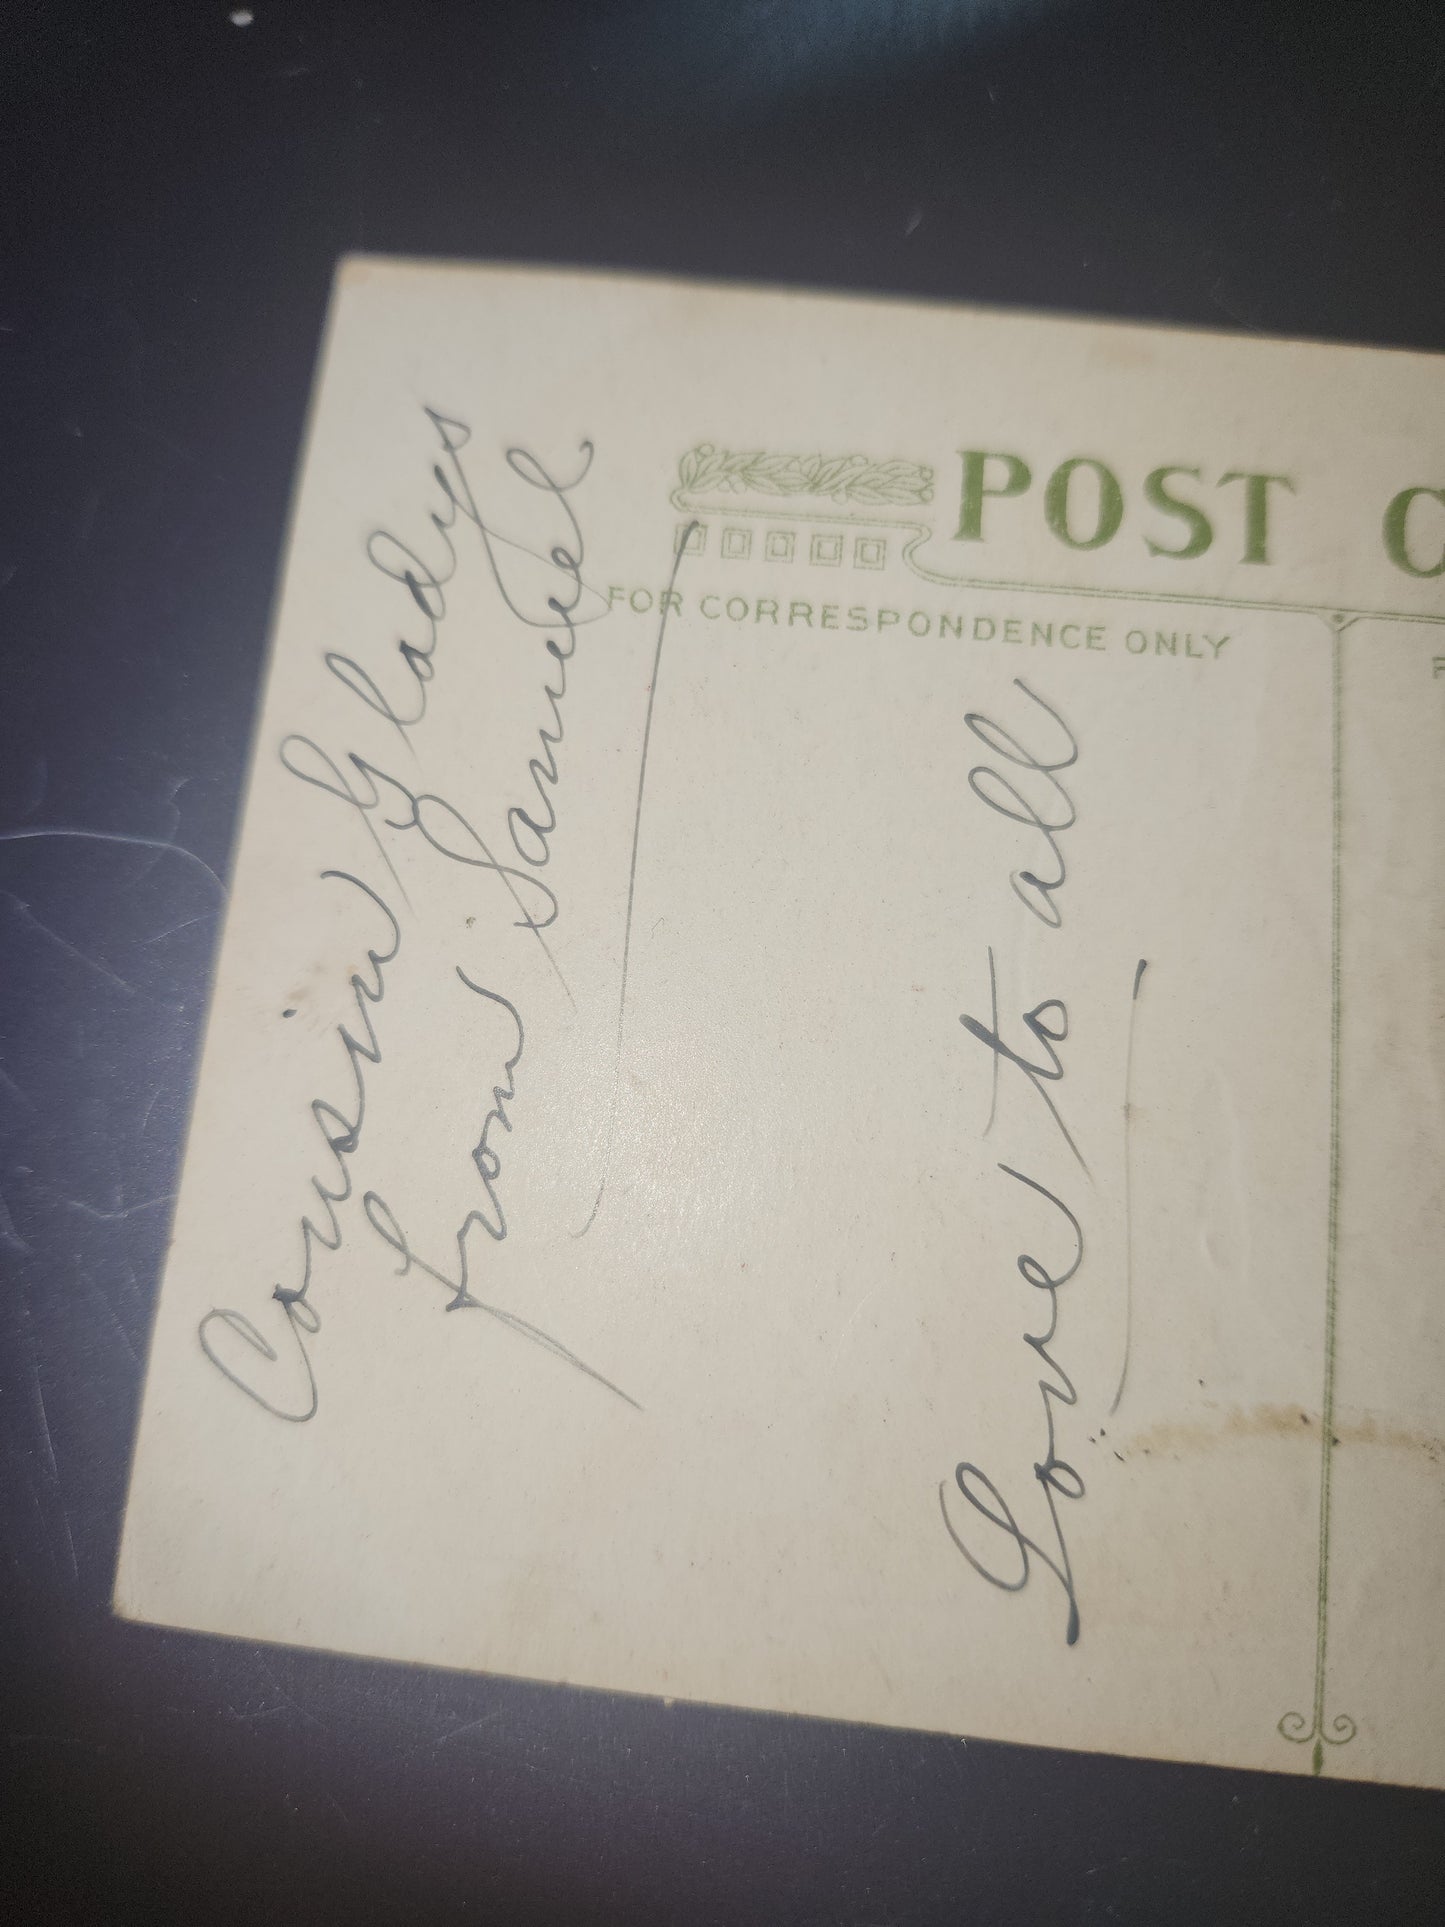 POST C
FOR CORRESPONDENCE ONLY
Cousin Gladys
from Samuel
Love to all